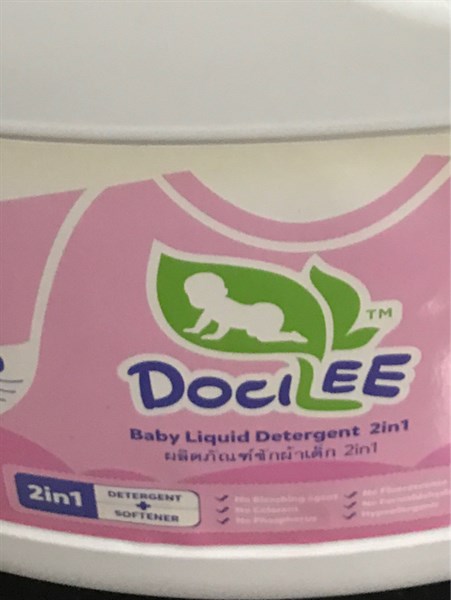 TM
DociLEE
Baby Liquid Detergent 2in1
ผลิตภัณฑ์ซักผ้าเด็ก 2in1
2in1
DETERGENT
+
SOFTENER
No Bleaching agent
No Colorant
No Phosphorus
No Fluorescence
No Formaldehyde
Hypoallergenic